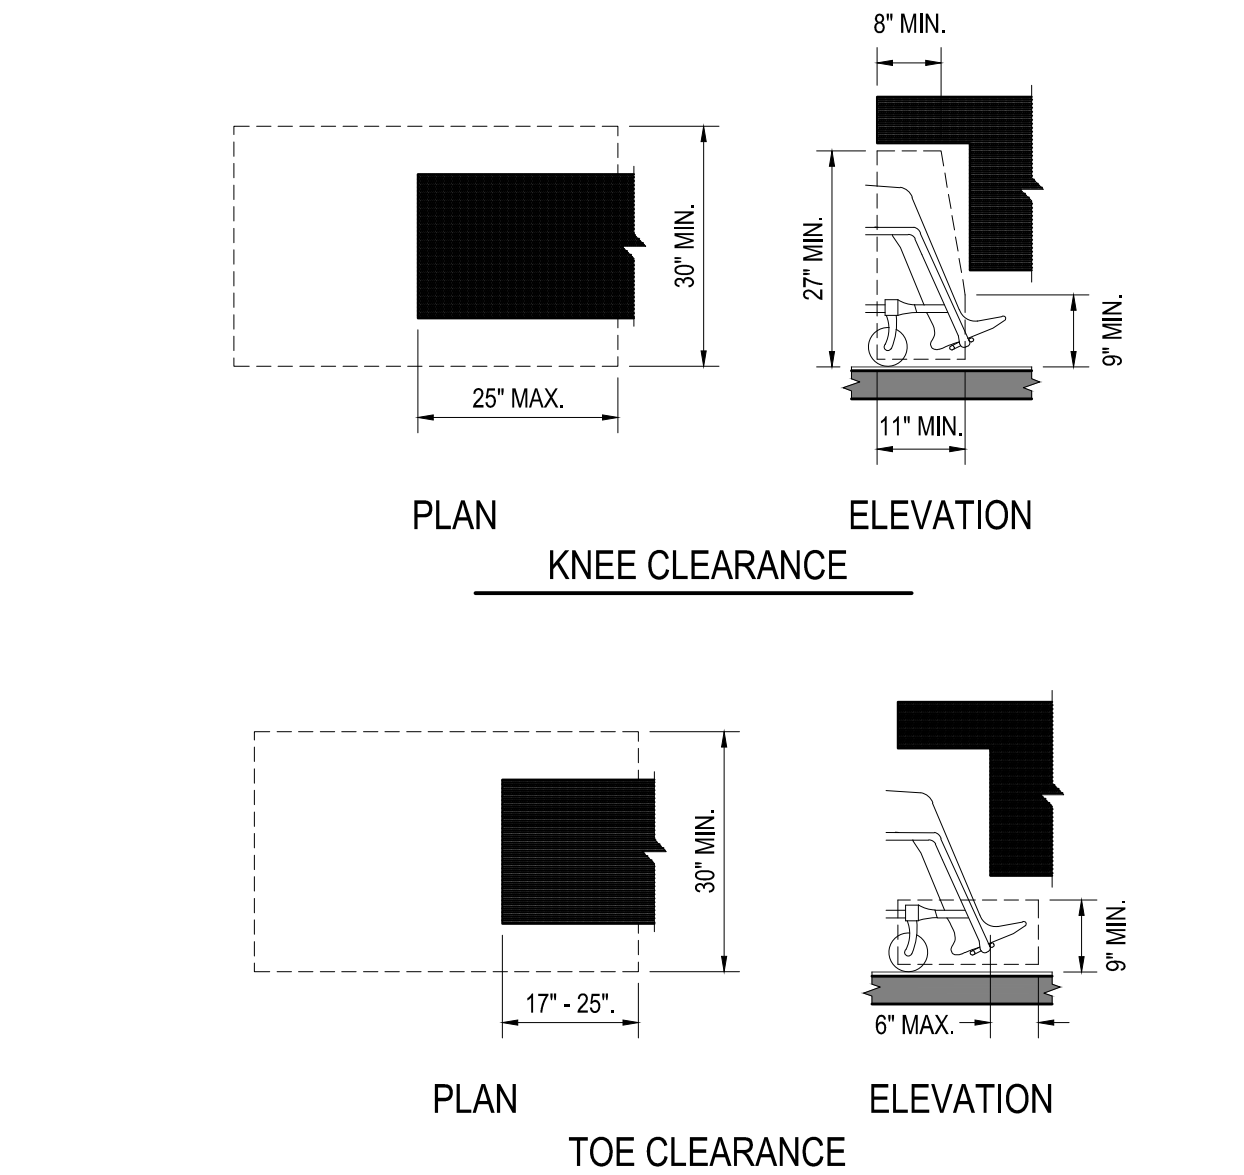 8" MIN.
30" MIN.
27" MIN.
9" MIN.
25" MAX.
11" MIN.
PLAN
ELEVATION
KNEE CLEARANCE
30" MIN.
9" MIN.
17" - 25".
6" MAX.
PLAN
ELEVATION
TOE CLEARANCE